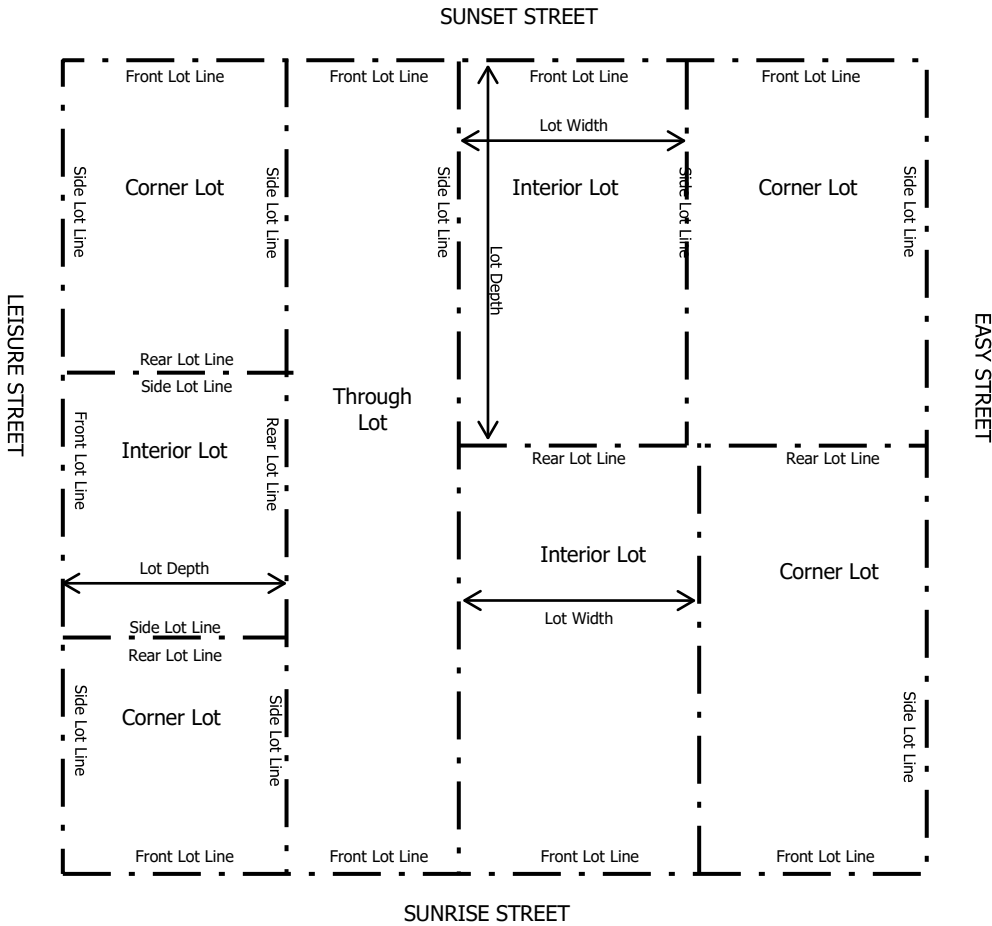 SUNSET STREET
Front Lot Line
Front Lot Line
Front Lot Line
Front Lot Line
Lot Width
Side Lot Line
Corner Lot
Side Lot Line
Side Lot Line
Interior Lot
Side Lot Line
Corner Lot
Side Lot Line
Lot Depth
LEISURE STREET
EASY STREET
Rear Lot Line
Side Lot Line
Through
Lot
Front Lot Line
Interior Lot
Rear Lot Line
Rear Lot Line
Rear Lot Line
Interior Lot
Corner Lot
Lot Depth
Lot Width
Side Lot Line
Rear Lot Line
Side Lot Line
Corner Lot
Side Lot Line
Side Lot Line
Front Lot Line
Front Lot Line
Front Lot Line
Front Lot Line
SUNRISE STREET